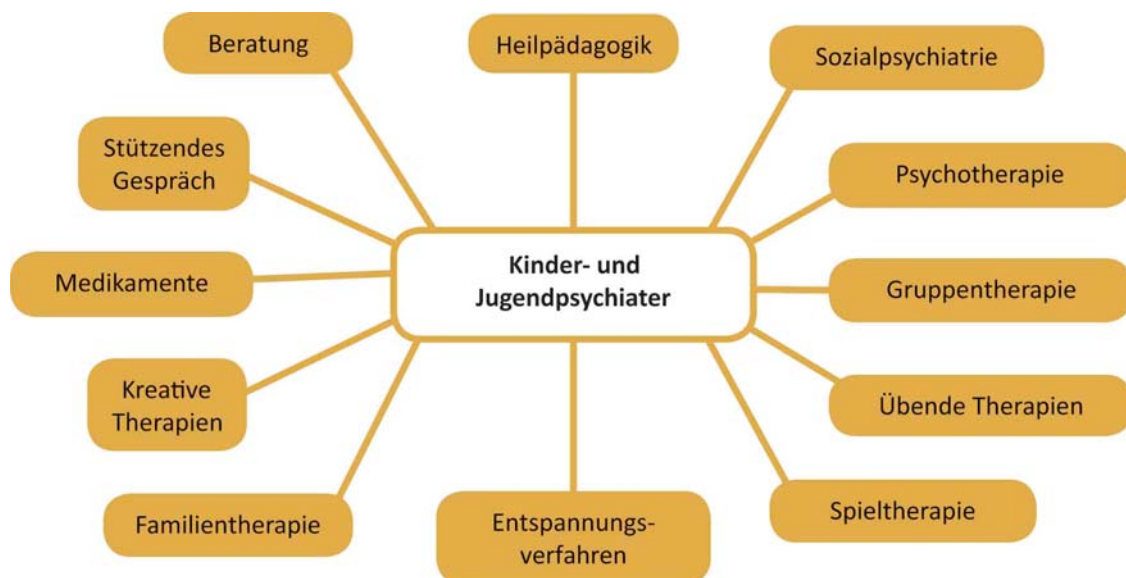 Beratung
Heilpädagogik
Sozialpsychiatrie
Stützendes
Gespräch
Psychotherapie
Kinder- und
Jugendpsychiater
Medikamente
Gruppentherapie
Kreative
Therapien
Übende Therapien
Familientherapie
Entspannungs-
verfahren
Spieltherapie